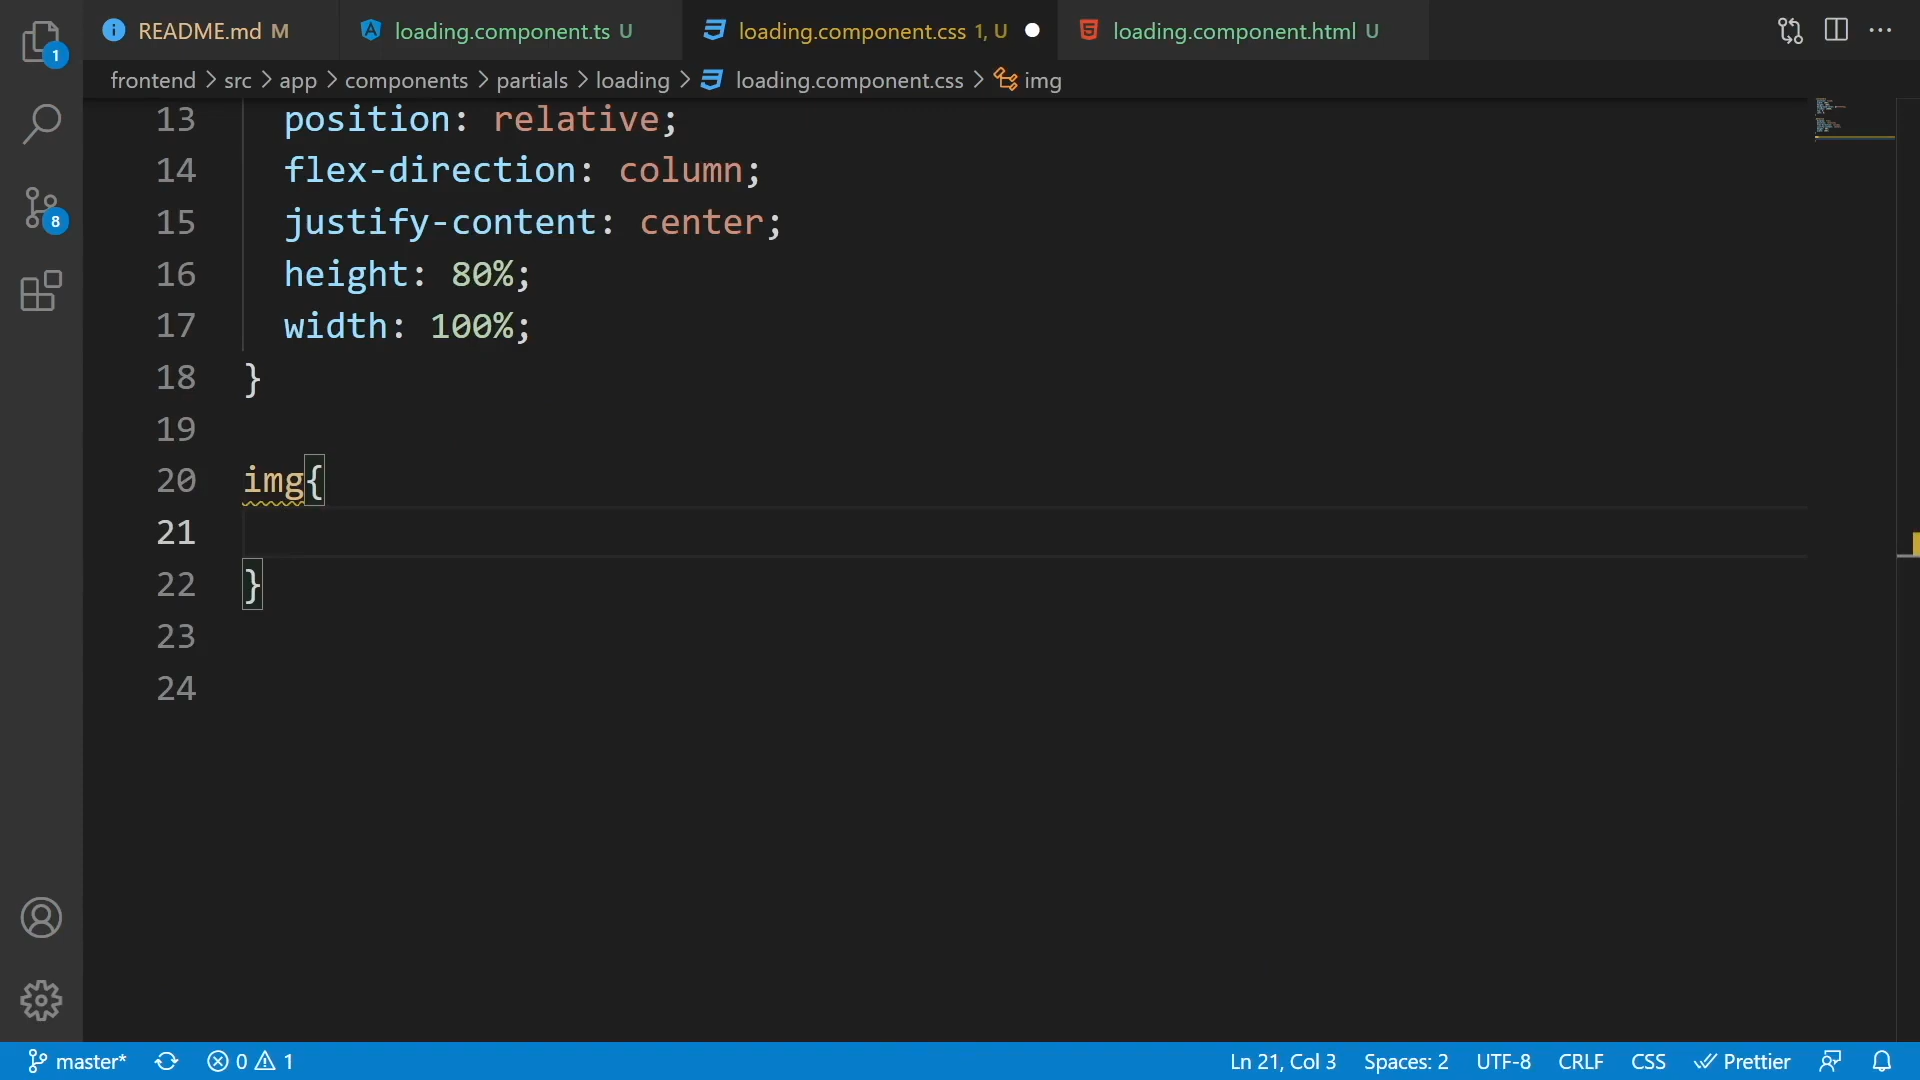 README.md M
loading.component.ts U
loading.component.css 1, U
loading.component.html U
frontend > src > app > components > partials > loading > loading.component.css > img
13 position: relative;
14 flex-direction: column;
15 justify-content: center;
16 height: 80%;
17 width: 100%;
18 }
19
20 img{
21
22 }
23
24
1
8
master* 0 1 Ln 21, Col 3 Spaces: 2 UTF-8 CRLF CSS Prettier